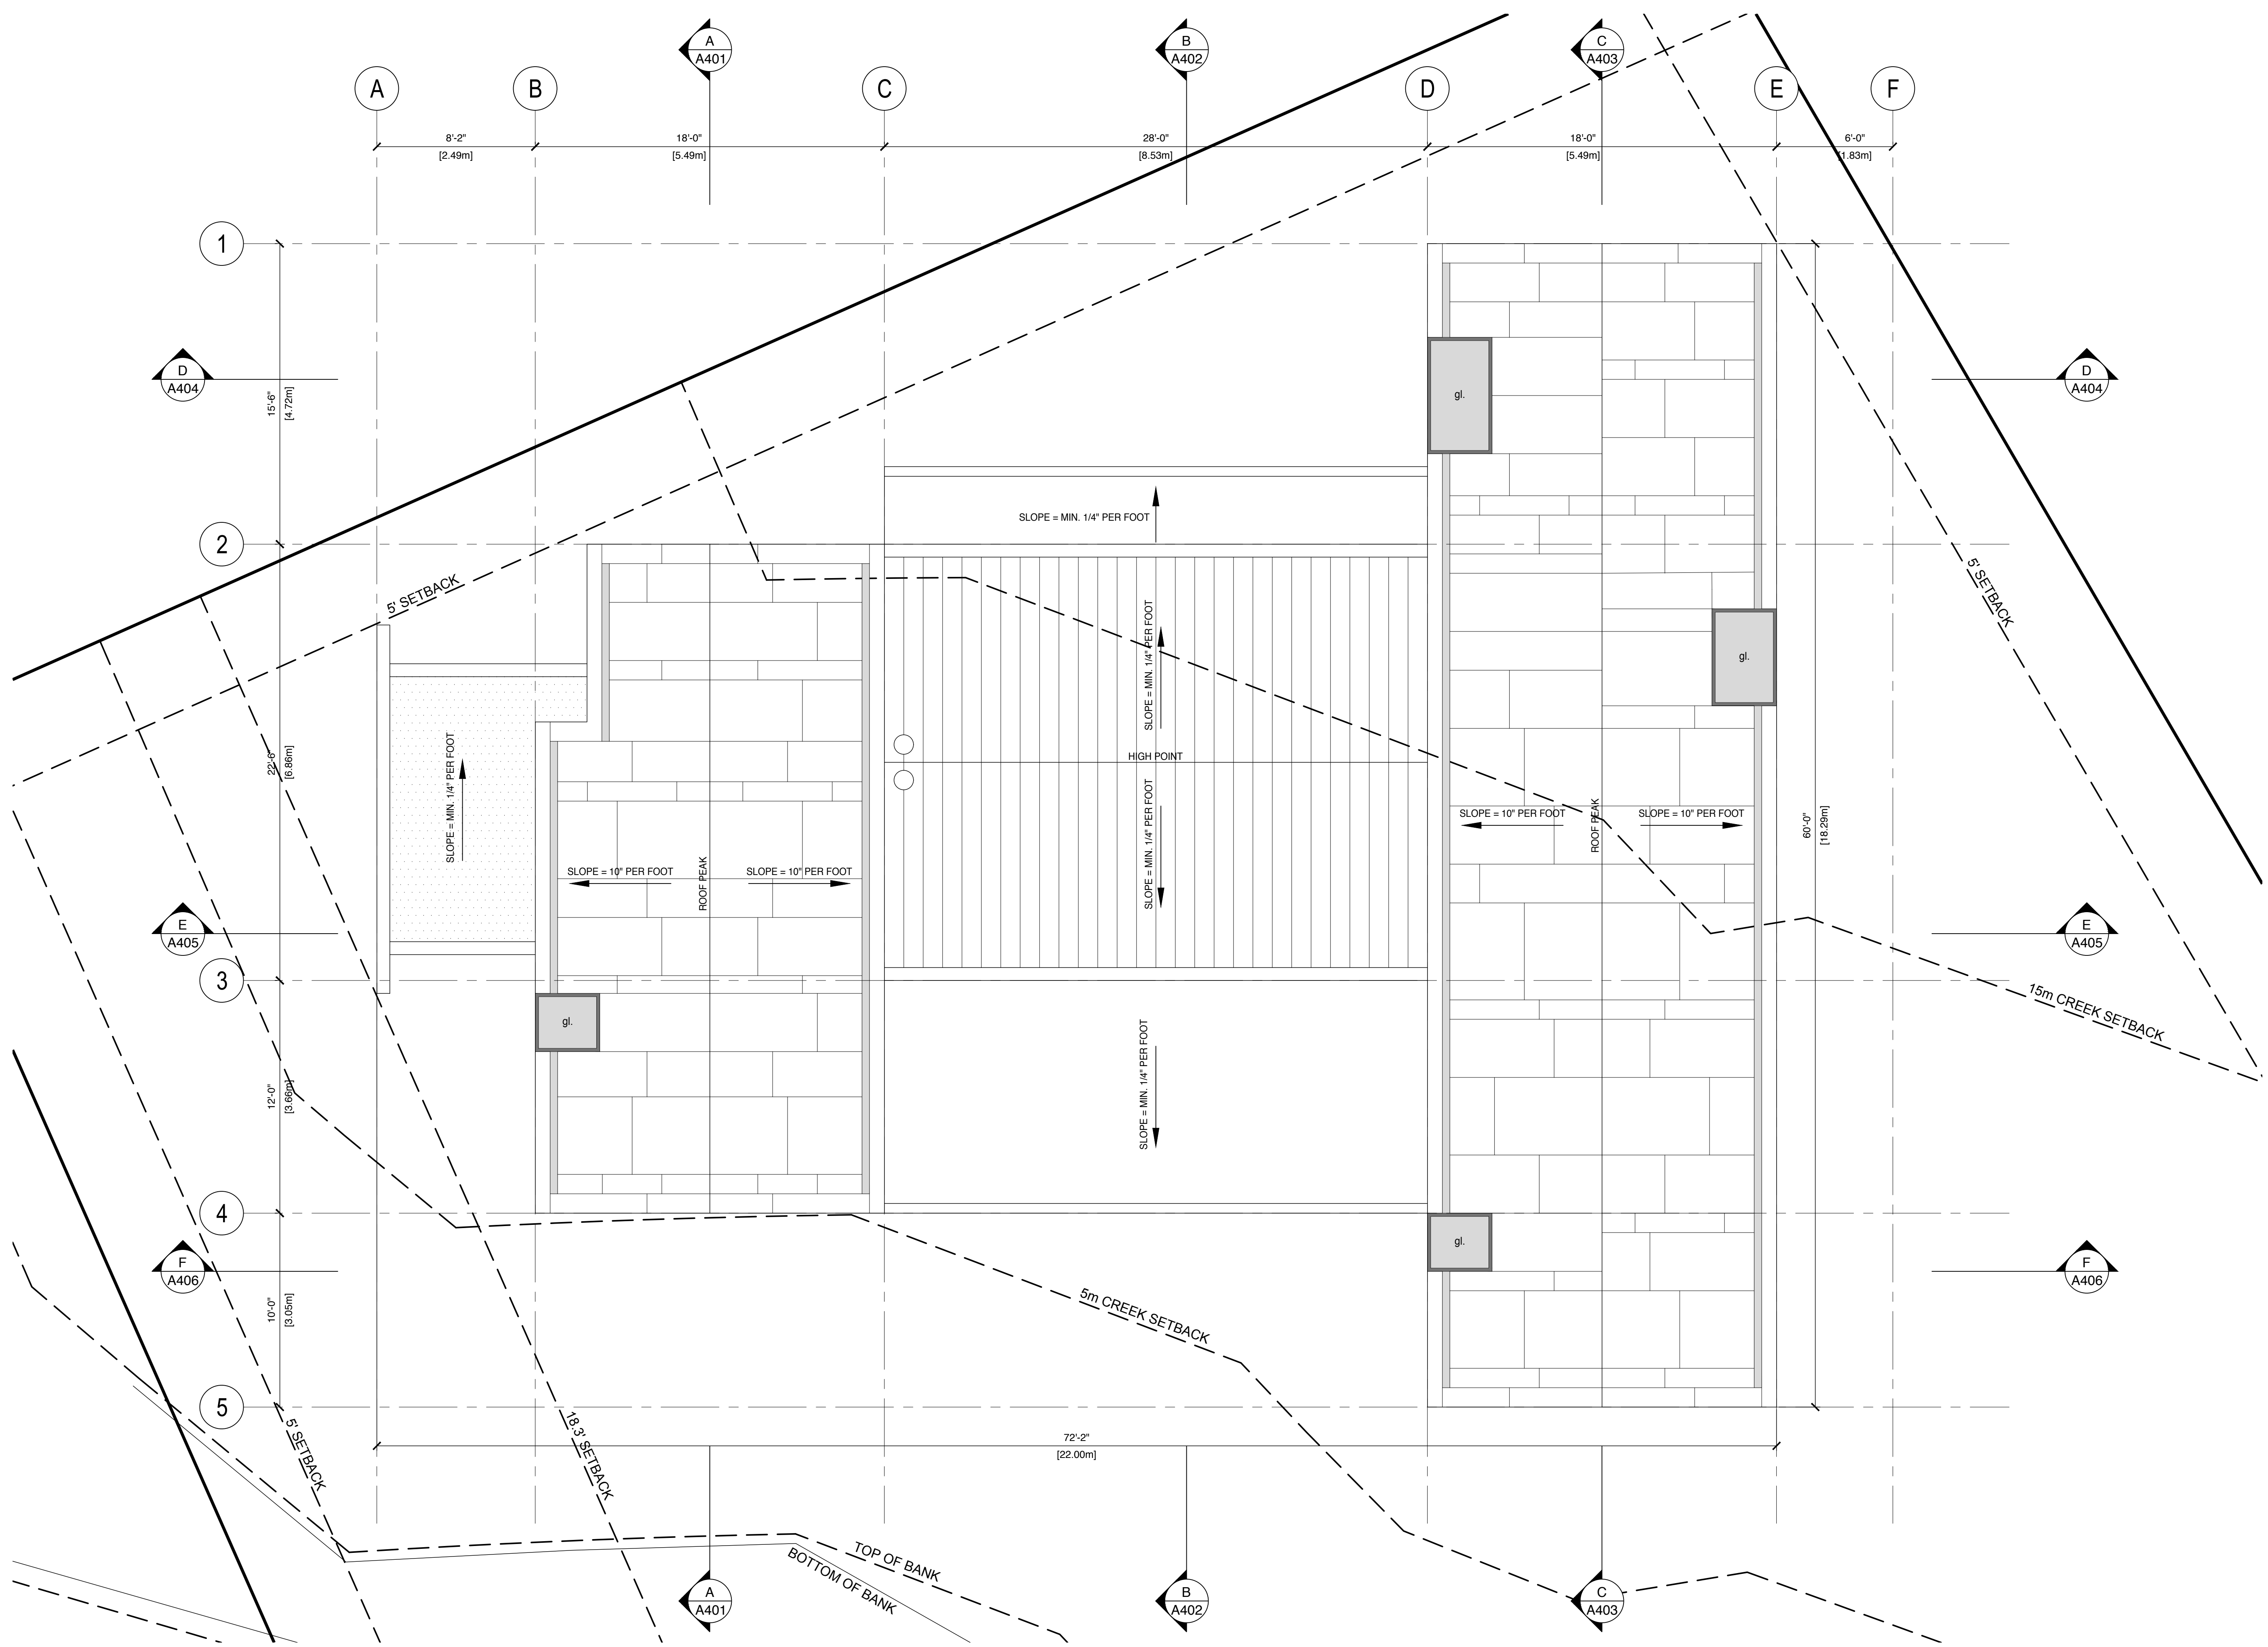 A
A401
B
A402
C
A403
A
B
C
D
E
F
8'-2"
[2.49m]
18'-0"
[5.49m]
28'-0"
[8.53m]
18'-0"
[5.49m]
6'-0"
[1.83m]
1
D
A404
D
A404
15'-6"
[4.72m]
gl.
SLOPE = MIN. 1/4" PER FOOT
2
5' SETBACK
5' SETBACK
SLOPE = MIN. 1/4" PER FOOT
gl.
22'-6"
[6.86m]
SLOPE = MIN. 1/4" PER FOOT
HIGH POINT
SLOPE = MIN. 1/4" PER FOOT
SLOPE = 10" PER FOOT
ROOF PEAK
SLOPE = 10" PER FOOT
60'-0"
[18.29m]
SLOPE = 10" PER FOOT
ROOF PEAK
SLOPE = 10" PER FOOT
E
A405
E
A405
3
15m CREEK SETBACK
gl.
12'-0"
[3.66m]
SLOPE = MIN. 1/4" PER FOOT
4
gl.
F
A406
F
A406
10'-0"
[3.05m]
5m CREEK SETBACK
5
5' SETBACK
18.3' SETBACK
72'-2"
[22.00m]
TOP OF BANK
BOTTOM OF BANK
A
A401
B
A402
C
A403